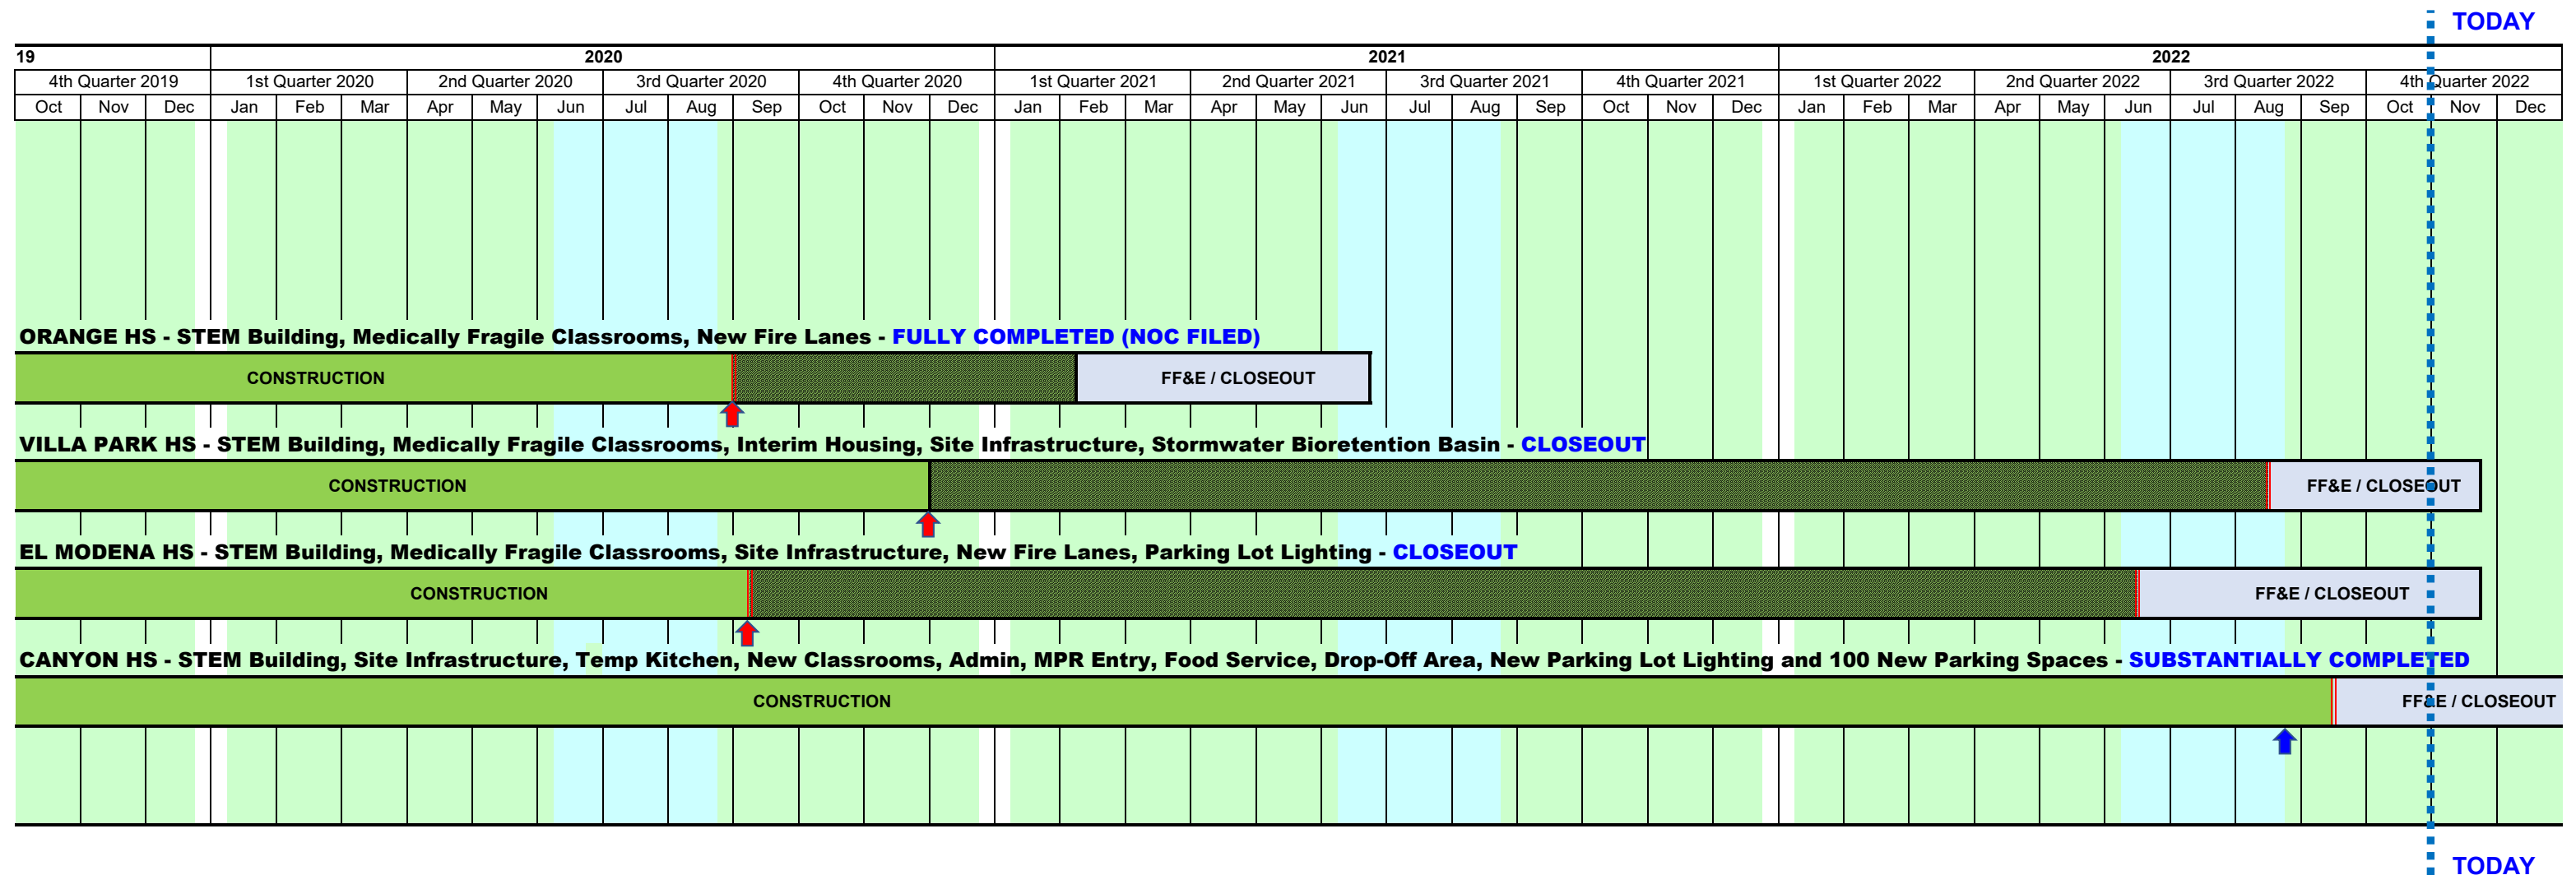 TODAY
19 2020 2021 2022
4th Quarter 2019 1st Quarter 2020 2nd Quarter 2020 3rd Quarter 2020 4th Quarter 2020 1st Quarter 2021 2nd Quarter 2021 3rd Quarter 2021 4th Quarter 2021 1st Quarter 2022 2nd Quarter 2022 3rd Quarter 2022 4th Quarter 2022
Oct Nov Dec Jan Feb Mar Apr May Jun Jul Aug Sep Oct Nov Dec Jan Feb Mar Apr May Jun Jul Aug Sep Oct Nov Dec Jan Feb Mar Apr May Jun Jul Aug Sep Oct Nov Dec
ORANGE HS - STEM Building, Medically Fragile Classrooms, New Fire Lanes - FULLY COMPLETED (NOC FILED)
CONSTRUCTION FF&E / CLOSEOUT
VILLA PARK HS - STEM Building, Medically Fragile Classrooms, Interim Housing, Site Infrastructure, Stormwater Bioretention Basin - CLOSEOUT
CONSTRUCTION FF&E / CLOSEOUT
EL MODENA HS - STEM Building, Medically Fragile Classrooms, Site Infrastructure, New Fire Lanes, Parking Lot Lighting - CLOSEOUT
CONSTRUCTION FF&E / CLOSEOUT
CANYON HS - STEM Building, Site Infrastructure, Temp Kitchen, New Classrooms, Admin, MPR Entry, Food Service, Drop-Off Area, New Parking Lot Lighting and 100 New Parking Spaces - SUBSTANTIALLY COMPLETED
CONSTRUCTION FF&E / CLOSEOUT
TODAY